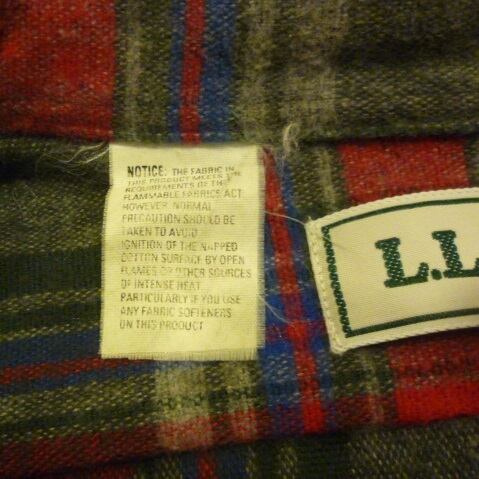 NOTICE: THE FABRIC IN
THIS PRODUCT MEETS THE
REQUIREMENTS OF THE
FLAMMABLE FABRICS ACT
HOWEVER NORMAL
PRECAUTION SHOULD BE
TAKEN TO AVOID
IGNITION OF THE NAPPED
COTTON SURFACE BY OPEN
FLAMES OR OTHER SOURCES
OF INTENSE HEAT
PARTICULARLY IF YOU USE
ANY FABRIC SOFTENERS
ON THIS PRODUCT
L.L